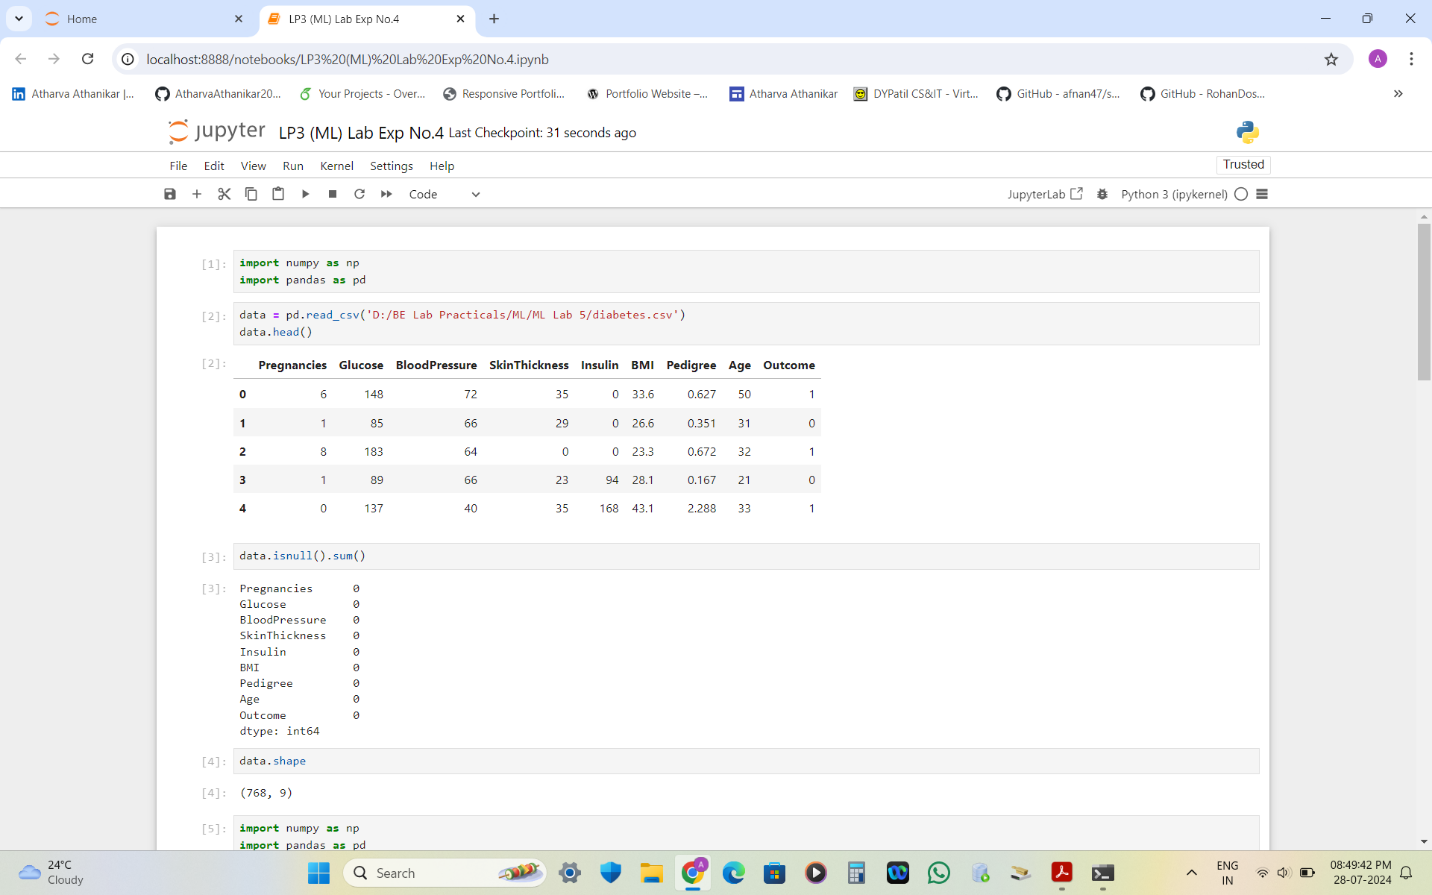 Home
LP3 (ML) Lab Exp No.4
localhost:8888/notebooks/LP3%20(ML)%20Lab%20Exp%20No.4.ipynb
A
Atharva Athanikar |...
AtharvaAthanikar20...
Your Projects - Over...
Responsive Portfoli...
Portfolio Website –...
Atharva Athanikar
DYPatil CS&IT - Virt...
GitHub - afnan47/s...
GitHub - RohanDos...
jupyter LP3 (ML) Lab Exp No.4 Last Checkpoint: 31 seconds ago
File Edit View Run Kernel Settings Help
Trusted
Code
JupyterLab
Python 3 (ipykernel)
[1]: import numpy as np
import pandas as pd
[2]: data = pd.read_csv('D:/BE Lab Practicals/ML/ML Lab 5/diabetes.csv')
data.head()
[2]: Pregnancies Glucose BloodPressure SkinThickness Insulin BMI Pedigree Age Outcome
0 6 148 72 35 0 33.6 0.627 50 1
1 1 85 66 29 0 26.6 0.351 31 0
2 8 183 64 0 0 23.3 0.672 32 1
3 1 89 66 23 94 28.1 0.167 21 0
4 0 137 40 35 168 43.1 2.288 33 1
[3]: data.isnull().sum()
[3]: Pregnancies 0
Glucose 0
BloodPressure 0
SkinThickness 0
Insulin 0
BMI 0
Pedigree 0
Age 0
Outcome 0
dtype: int64
[4]: data.shape
[4]: (768, 9)
[5]: import numpy as np
import pandas as pd
24°C
Cloudy
Search
A
ENG
IN
08:49:42 PM
28-07-2024